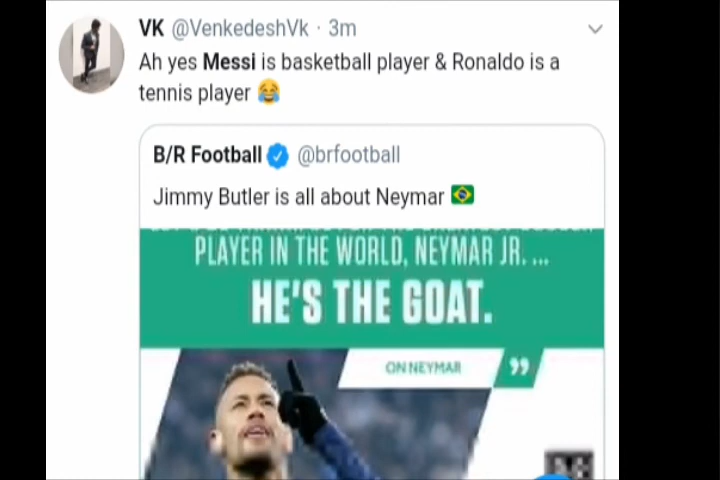 VK @VenkedeshVk · 3m
Ah yes Messi is basketball player & Ronaldo is a
tennis player 😂
B/R Football @brfootball
Jimmy Butler is all about Neymar 🇧🇷
PLAYER IN THE WORLD, NEYMAR JR. ...
HE'S THE GOAT.
ON NEYMAR ”